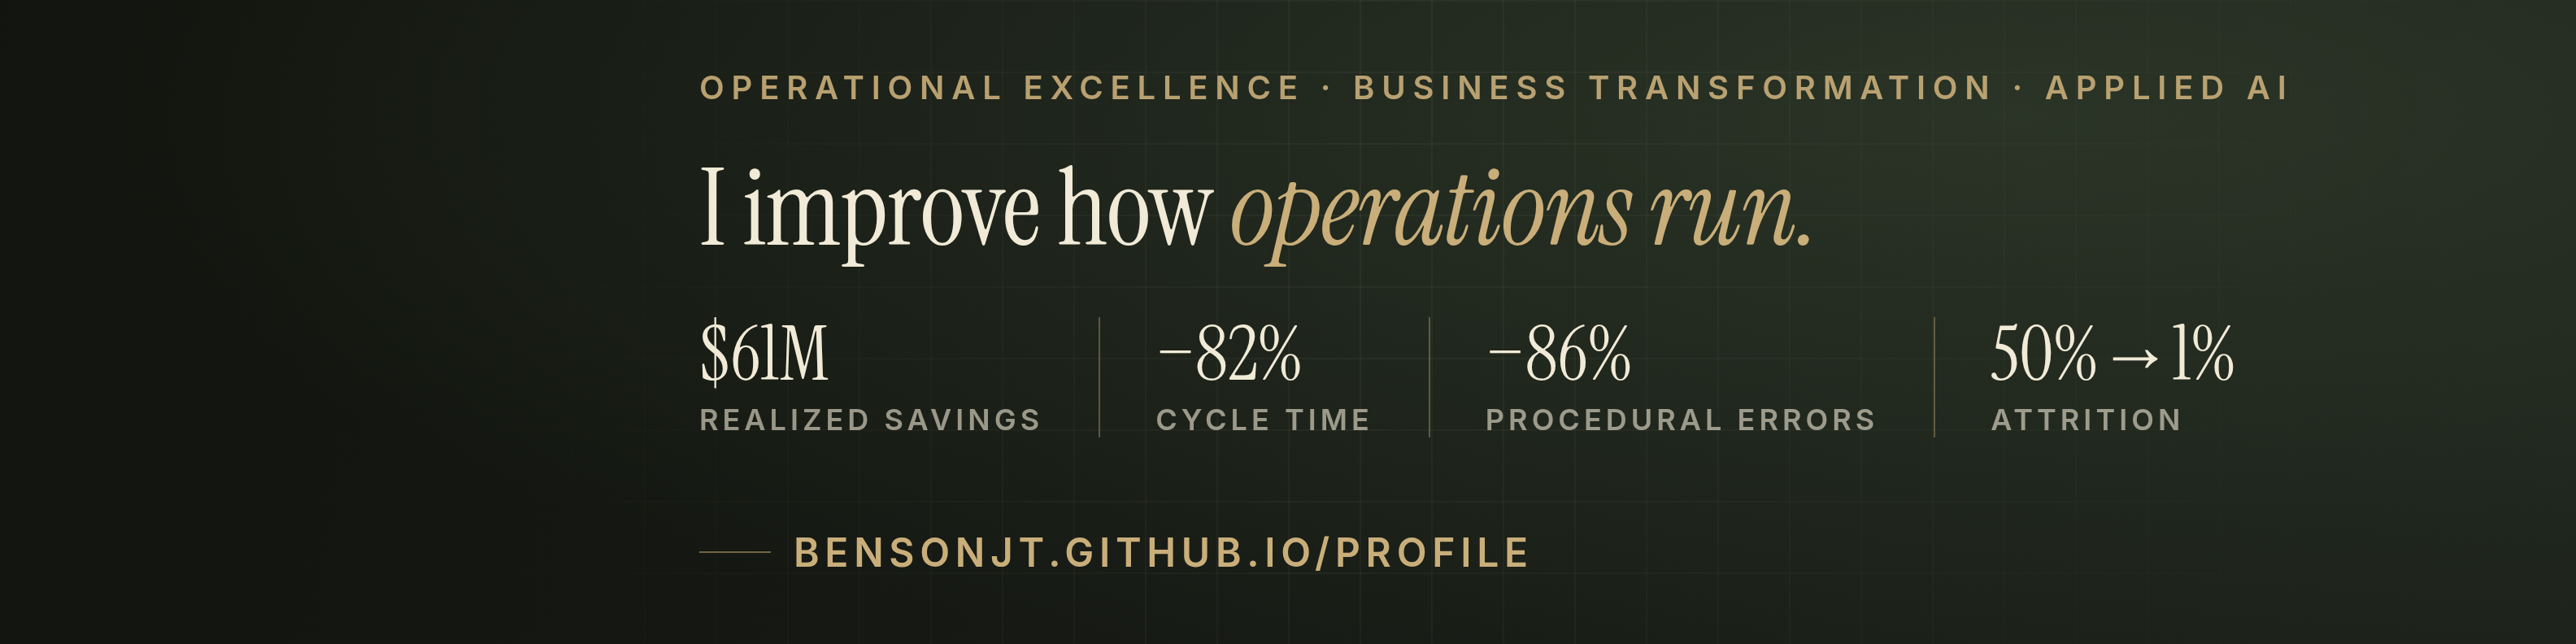 OPERATIONAL EXCELLENCE · BUSINESS TRANSFORMATION · APPLIED AI
I improve how operations run.
$61M −82% −86% 50%→1%
REALIZED SAVINGS CYCLE TIME PROCEDURAL ERRORS ATTRITION
BENSONJT.GITHUB.IO/PROFILE